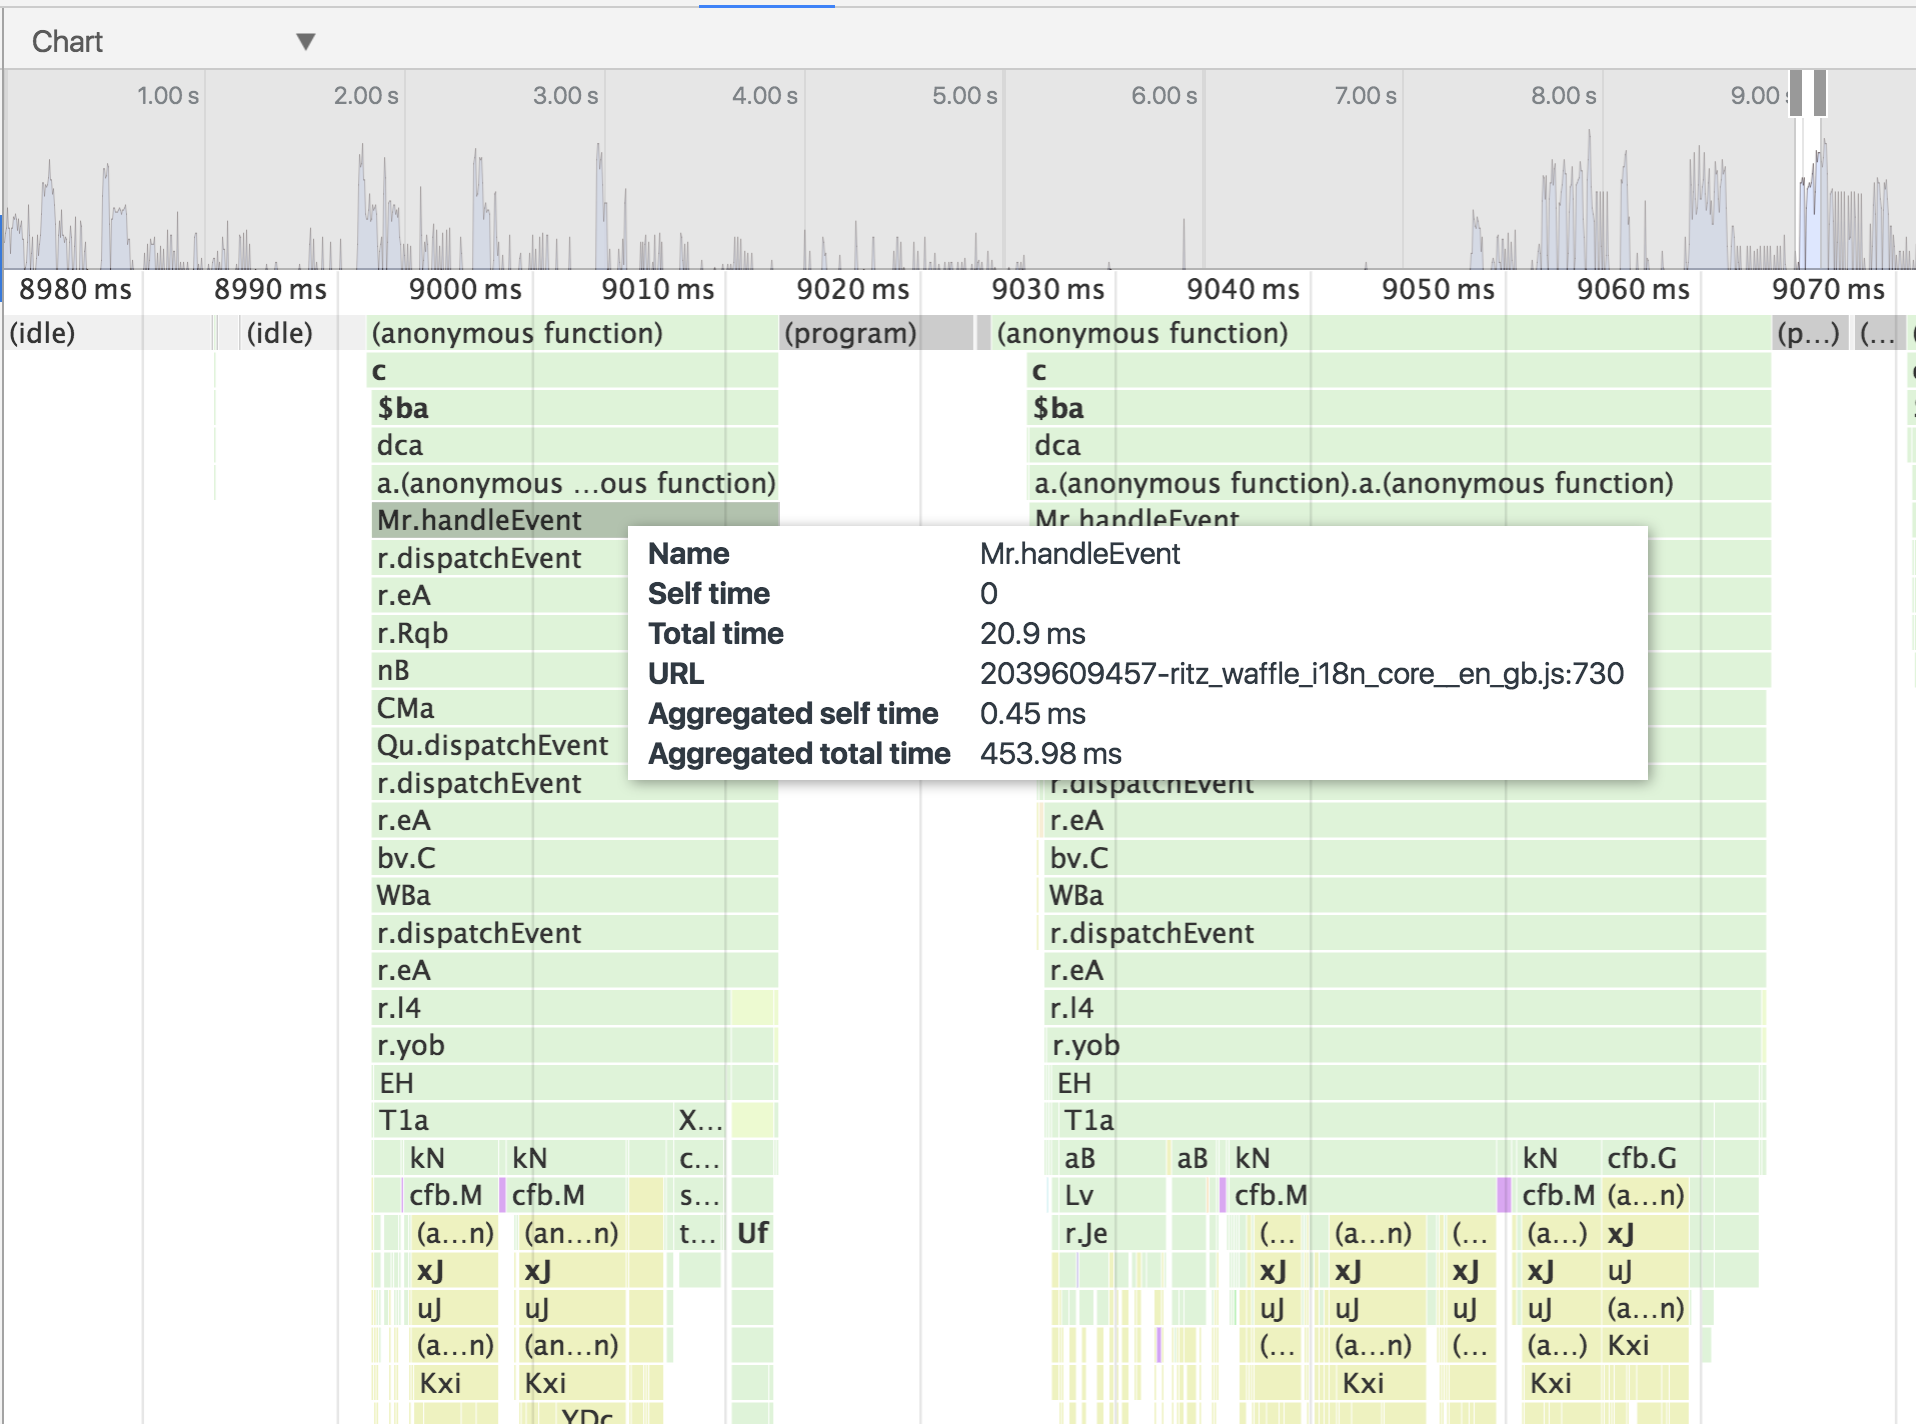 Chart ▼
1.00 s 2.00 s 3.00 s 4.00 s 5.00 s 6.00 s 7.00 s 8.00 s 9.00 s
8980 ms 8990 ms 9000 ms 9010 ms 9020 ms 9030 ms 9040 ms 9050 ms 9060 ms 9070 ms
(idle) (idle) (anonymous function) (program) (anonymous function) (p...) (...
c c
$ba $ba
dca dca
a.(anonymous ...ous function) a.(anonymous function).a.(anonymous function)
Mr.handleEvent Mr.handleEvent
r.dispatchEvent
r.eA
r.Rqb
nB
CMa
Qu.dispatchEvent
Name Mr.handleEvent
Self time 0
Total time 20.9 ms
URL 2039609457-ritz_waffle_i18n_core__en_gb.js:730
Aggregated self time 0.45 ms
Aggregated total time 453.98 ms
r.dispatchEvent r.dispatchEvent
r.eA r.eA
bv.C bv.C
WBa WBa
r.dispatchEvent r.dispatchEvent
r.eA r.eA
r.l4 r.l4
r.yob r.yob
EH EH
T1a X... T1a
kN kN c... aB aB kN kN cfb.G
cfb.M cfb.M s... Lv cfb.M cfb.M (a...n)
(a...n) (an...n) t... Uf r.Je (... (a...n) (... (a...) xJ
xJ xJ xJ xJ xJ xJ uJ
uJ uJ uJ uJ uJ uJ (a...n)
(a...n) (an...n) (... (a...n) (... (a...) Kxi
Kxi Kxi Kxi Kxi
YDc